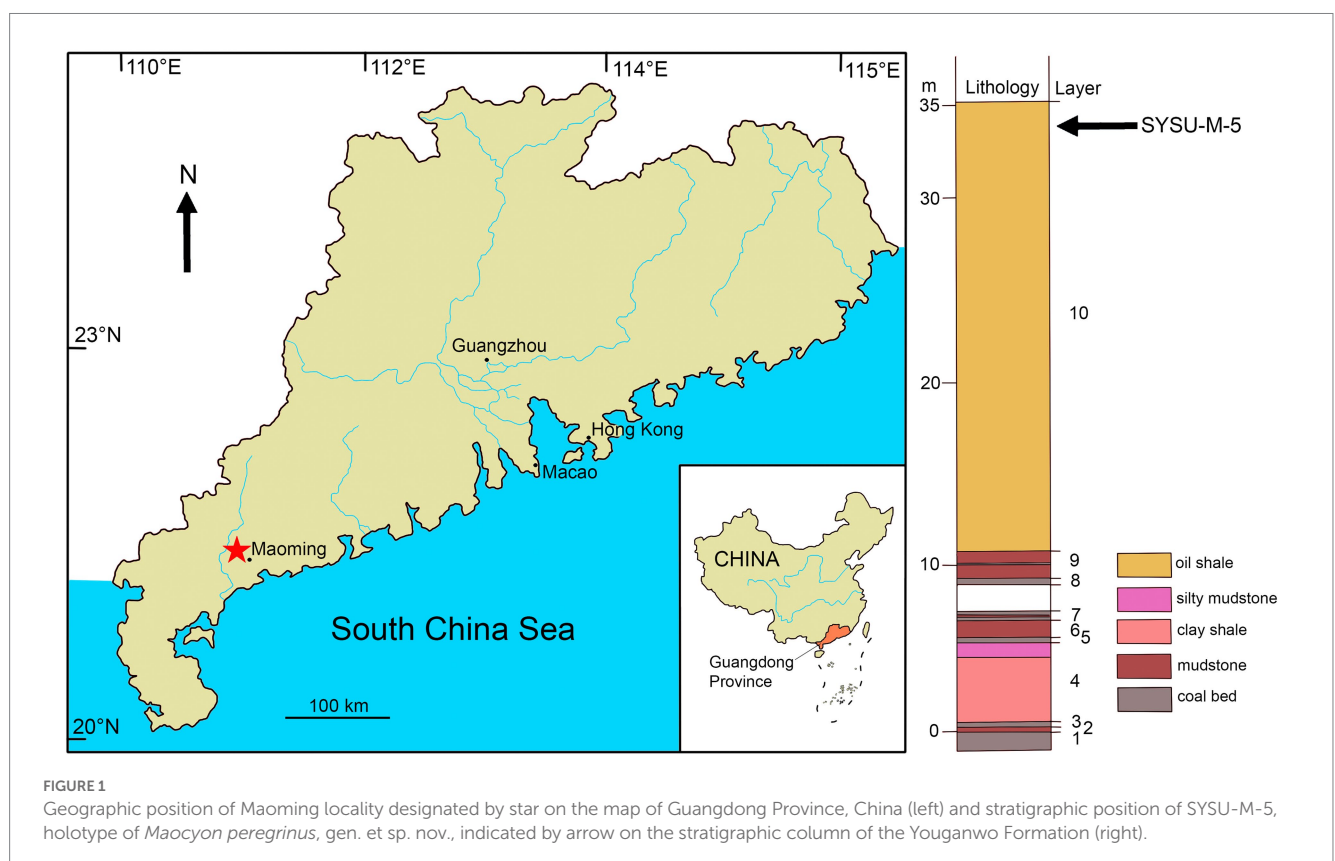 110°E
112°E
114°E
115°E
N
23°N
Guangzhou
Hong Kong
Macao
Maoming
South China Sea
100 km
20°N
CHINA
Guangdong
Province
m
Lithology
Layer
35
SYSU-M-5
30
10
20
10
9
8
7
6
5
4
3
2
0
1
oil shale
silty mudstone
clay shale
mudstone
coal bed
FIGURE 1
Geographic position of Maoming locality designated by star on the map of Guangdong Province, China (left) and stratigraphic position of SYSU-M-5,
holotype of Maocyon peregrinus, gen. et sp. nov., indicated by arrow on the stratigraphic column of the Youganwo Formation (right).